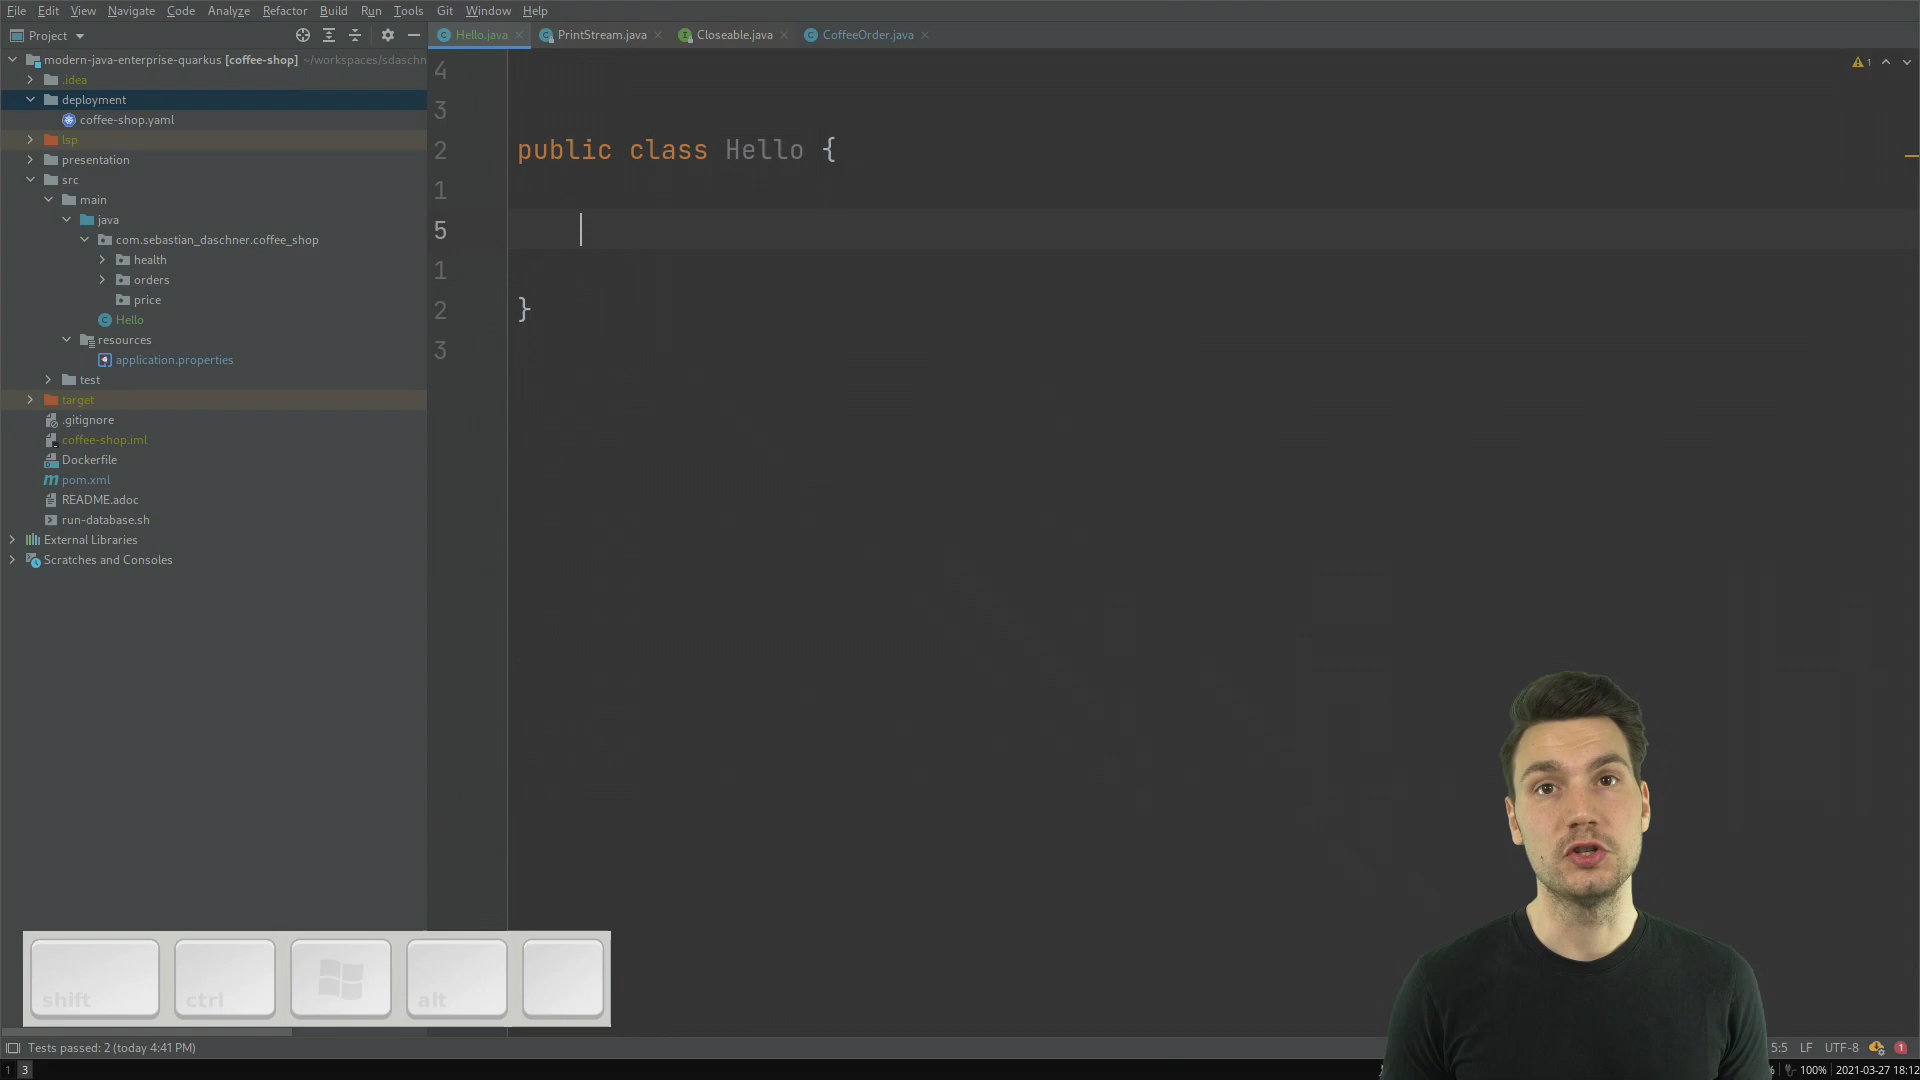 File Edit View Navigate Code Analyze Refactor Build Run Tools Git Window Help
Project
Hello.java
PrintStream.java
Closeable.java
CoffeeOrder.java
modern-java-enterprise-quarkus [coffee-shop] ~/workspaces/sdaschn
.idea
deployment
coffee-shop.yaml
lsp
presentation
src
main
java
com.sebastian_daschner.coffee_shop
health
orders
price
Hello
resources
application.properties
test
target
.gitignore
coffee-shop.iml
Dockerfile
pom.xml
README.adoc
run-database.sh
External Libraries
Scratches and Consoles
4
3
2 public class Hello {
1
5
1
2 }
3
1
shift ctrl alt
Tests passed: 2 (today 4:41 PM)
5:5 LF UTF-8 1
1 3
% 100% 2021-03-27 18:12